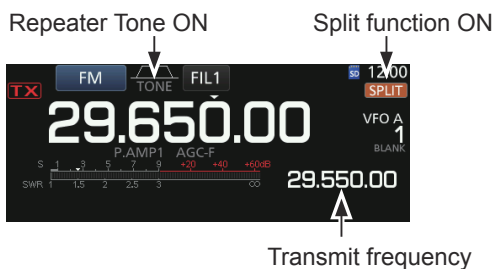 Repeater Tone ON Split function ON
FM TONE FIL1 SD 12:00
TX SPLIT
29.650.00 VFO A
1
P.AMP1 AGC-F BLANK
S 1 3 5 7 9 +20 +40 +60dB
SWR 1 1.5 2 2.5 3 ∞ 29.550.00
Transmit frequency